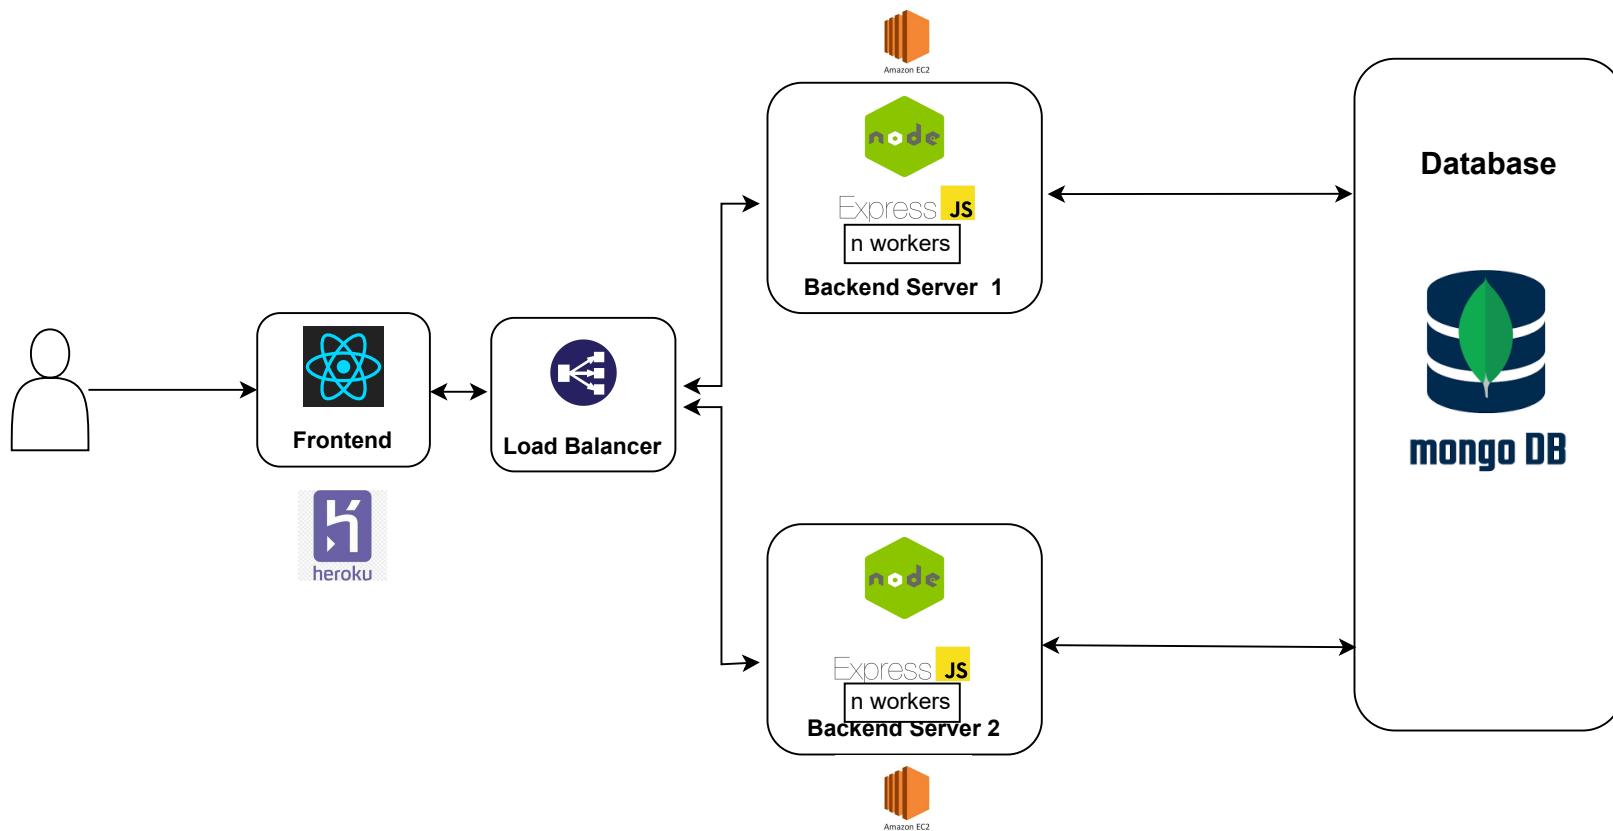 Amazon EC2
node
Express JS
n workers
Backend Server 1
Database
mongo DB
Frontend
Load Balancer
heroku
node
Express JS
n workers
Backend Server 2
Amazon EC2